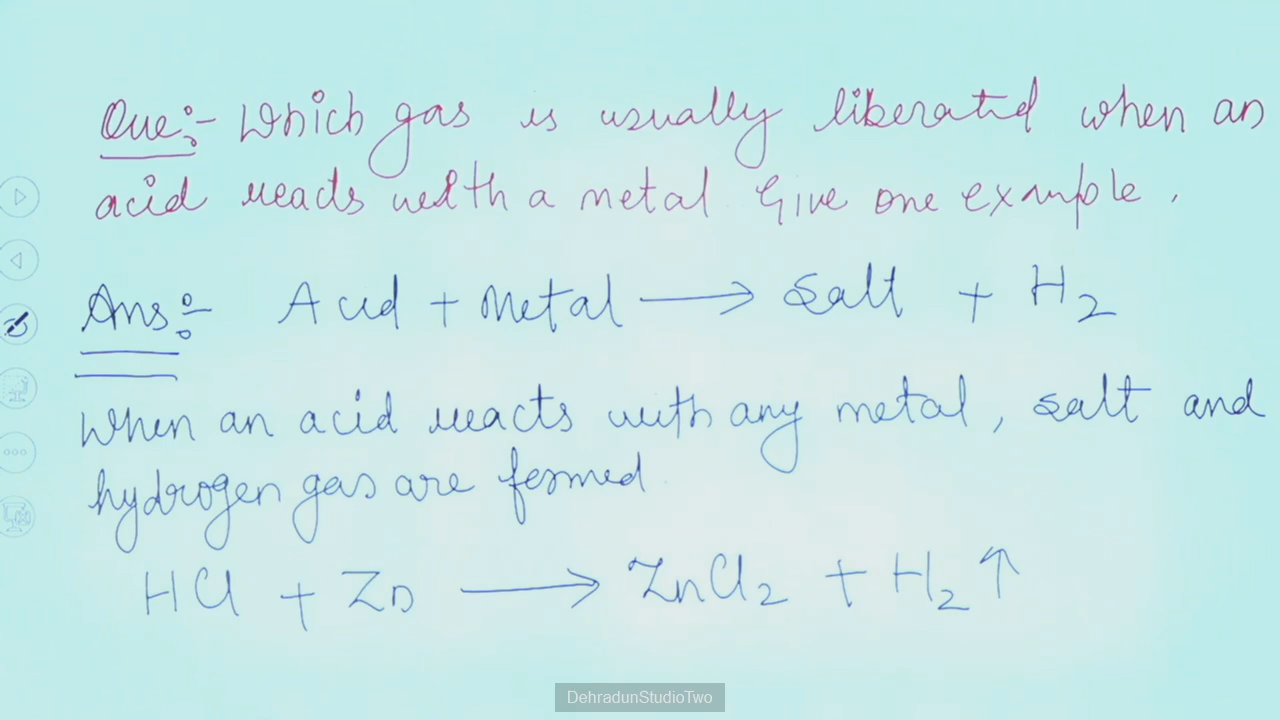 Que:- Which gas is usually liberated when an
acid reacts with a metal Give one example.
Ans:- Acid + Metal → Salt + H₂
When an acid reacts with any metal, salt and
hydrogen gas are formed
HCl + Zn → ZnCl₂ + H₂↑
DehradunStudioTwo